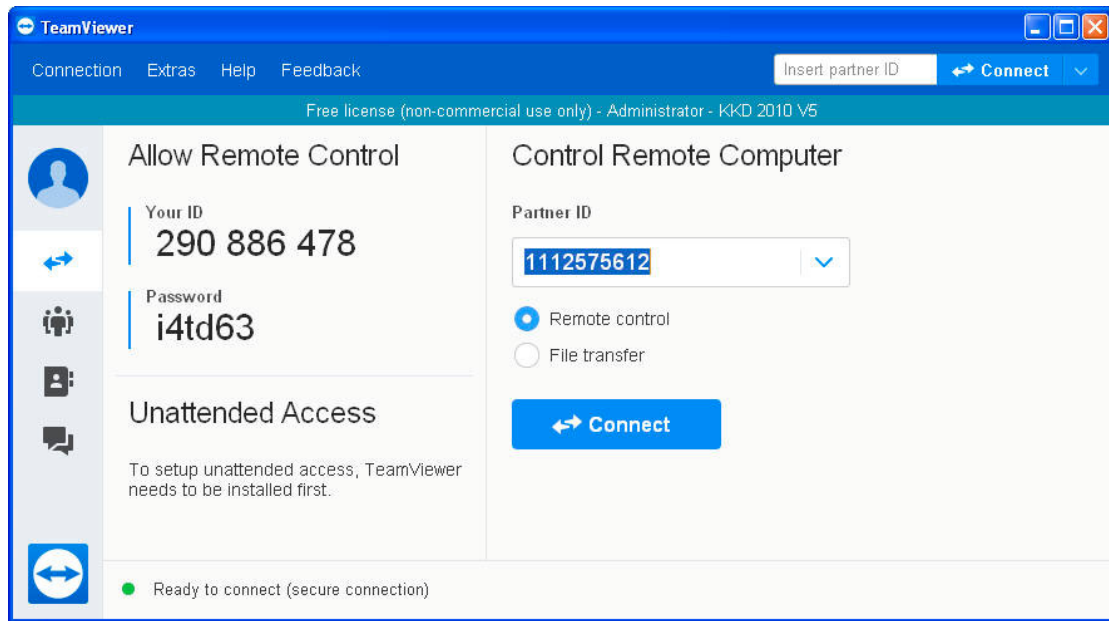 TeamViewer
Connection Extras Help Feedback
Insert partner ID
Connect
Free license (non-commercial use only) - Administrator - KKD 2010 V5
Allow Remote Control
Your ID
290 886 478
Password
i4td63
Unattended Access
To setup unattended access, TeamViewer
needs to be installed first.
Control Remote Computer
Partner ID
1112575612
Remote control
File transfer
Connect
Ready to connect (secure connection)